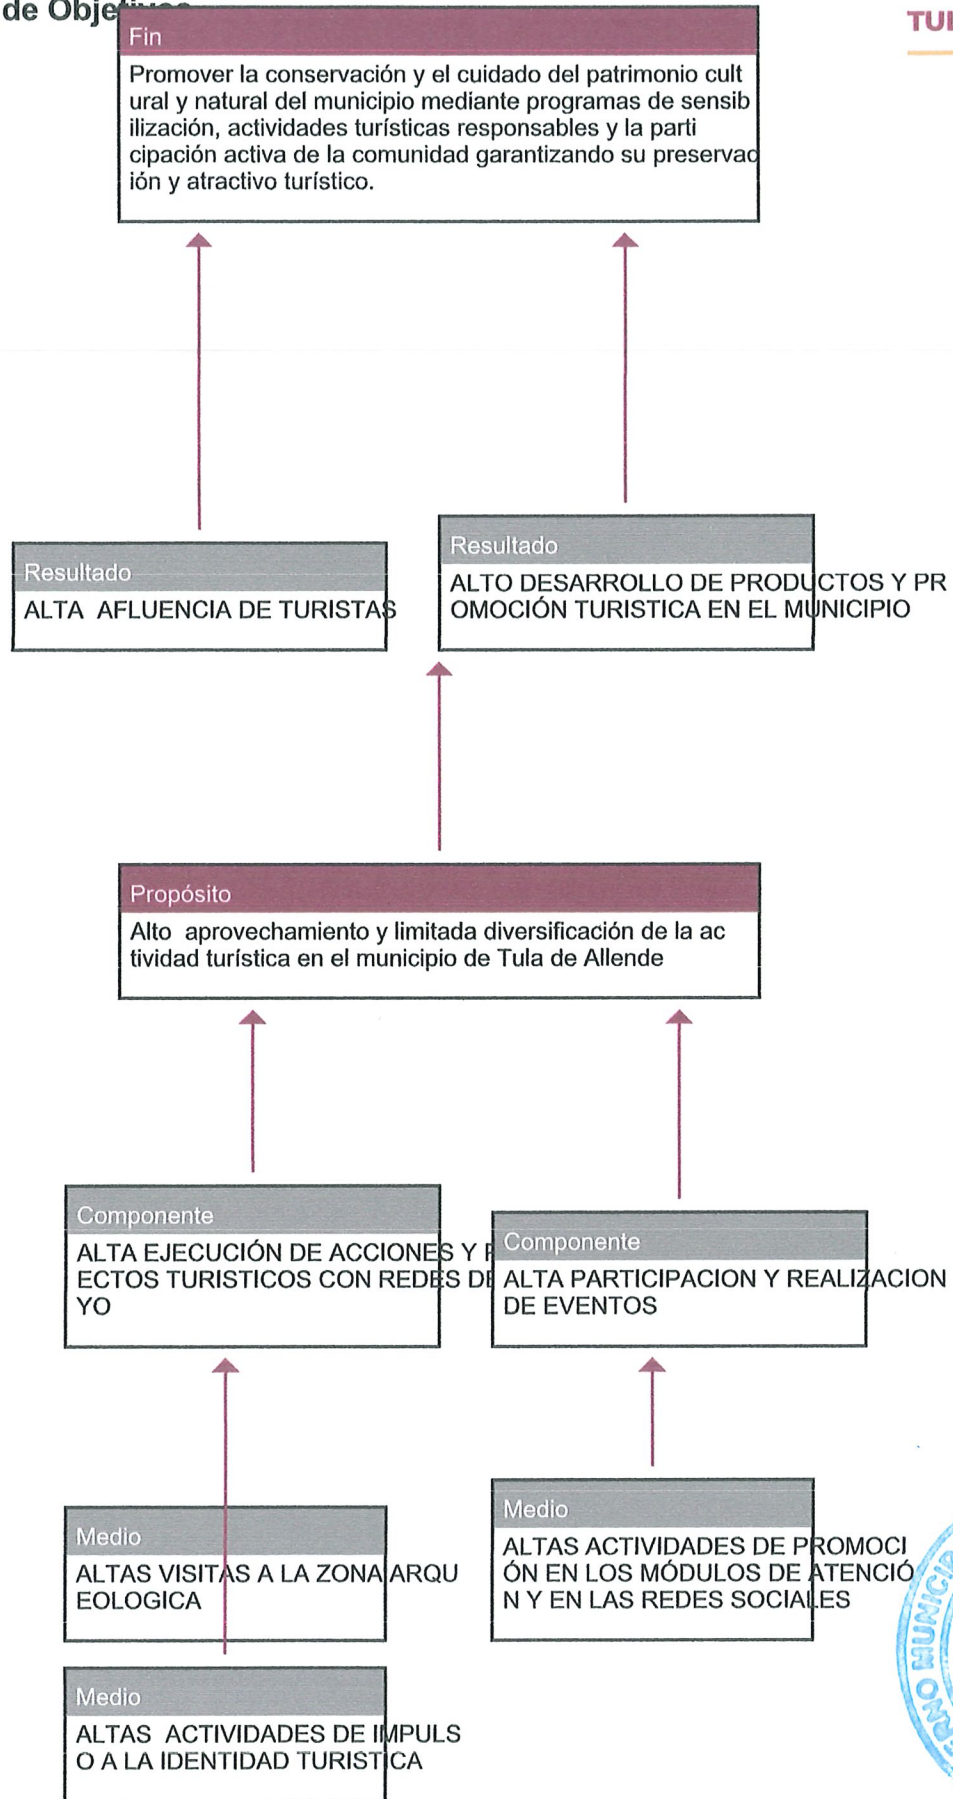 de Objetivos
TUL
Fin
Promover la conservación y el cuidado del patrimonio cult
ural y natural del municipio mediante programas de sensib
ilización, actividades turísticas responsables y la parti
cipación activa de la comunidad garantizando su preservac
ión y atractivo turístico.
Resultado
ALTA AFLUENCIA DE TURISTAS
Resultado
ALTO DESARROLLO DE PRODUCTOS Y PR
OMOCIÓN TURISTICA EN EL MUNICIPIO
Propósito
Alto aprovechamiento y limitada diversificación de la ac
tividad turística en el municipio de Tula de Allende
Componente
ALTA EJECUCIÓN DE ACCIONES Y
ECTOS TURISTICOS CON REDES DE
YO
Componente
ALTA PARTICIPACION Y REALIZACION
DE EVENTOS
Medio
ALTAS VISITAS A LA ZONA ARQU
EOLOGICA
Medio
ALTAS ACTIVIDADES DE PROMOCI
ÓN EN LOS MÓDULOS DE ATENCIÓ
N Y EN LAS REDES SOCIALES
Medio
ALTAS ACTIVIDADES DE IMPULS
O A LA IDENTIDAD TURISTICA
ERNO MUNICIP